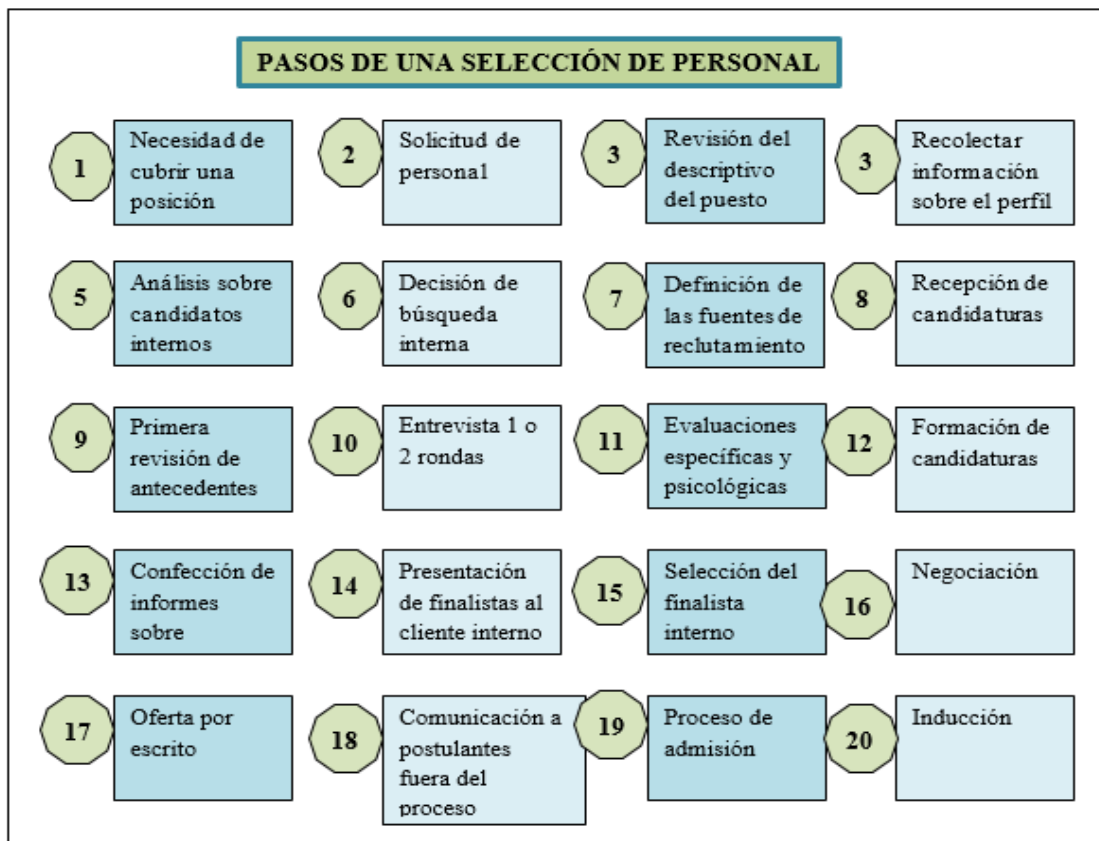 PASOS DE UNA SELECCIÓN DE PERSONAL
1
Necesidad de
cubrir una
posición
2
Solicitud de
personal
3
Revisión del
descriptivo
del puesto
3
Recolectar
información
sobre el perfil
5
Análisis sobre
candidatos
internos
6
Decisión de
búsqueda
interna
7
Definición de
las fuentes de
reclutamiento
8
Recepción de
candidaturas
9
Primera
revisión de
antecedentes
10
Entrevista 1 o
2 rondas
11
Evaluaciones
específicas y
psicológicas
12
Formación de
candidaturas
13
Confección de
informes
sobre
14
Presentación
de finalistas al
cliente interno
15
Selección del
finalista
interno
16
Negociación
17
Oferta por
escrito
18
Comunicación a
postulantes
fuera del
proceso
19
Proceso de
admisión
20
Inducción